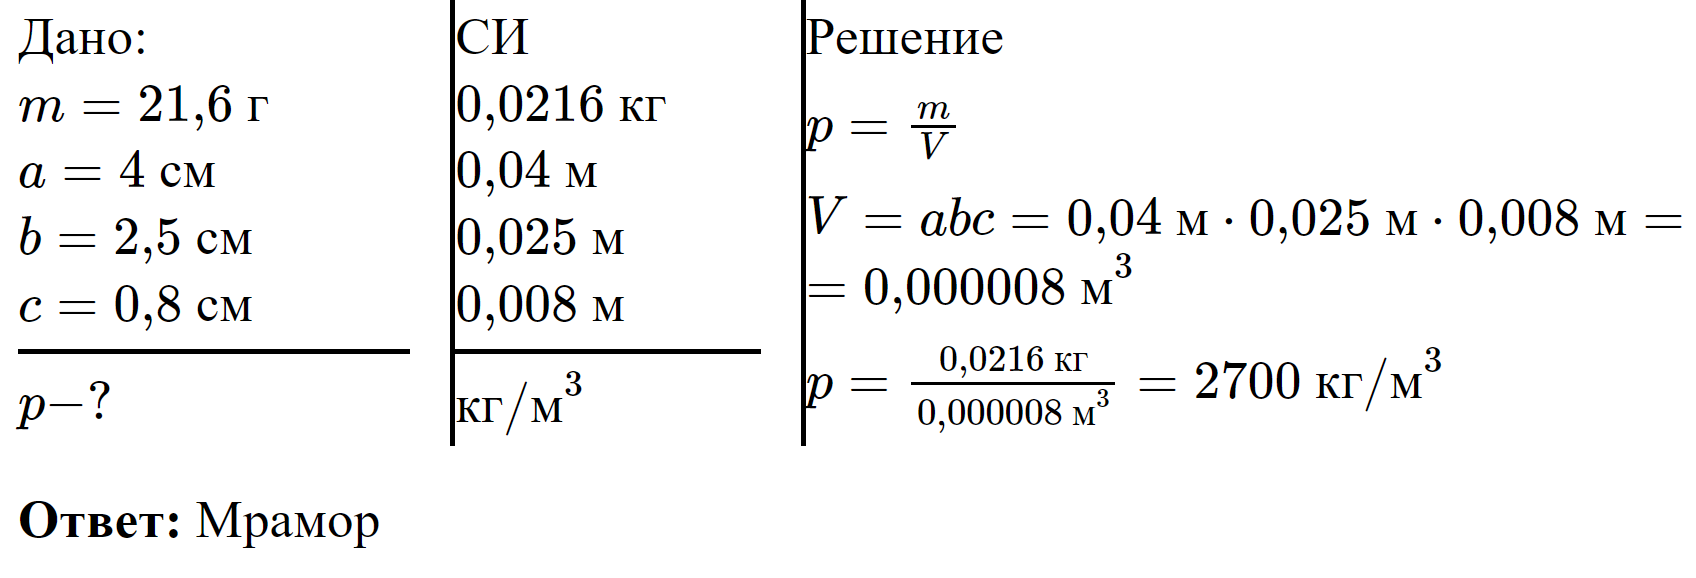 Дано:
m = 21,6 г
a = 4 см
b = 2,5 см
c = 0,8 см
p−?
СИ
0,0216 кг
0,04 м
0,025 м
0,008 м
кг/м³
Решение
p = m/V
V = abc = 0,04 м · 0,025 м · 0,008 м =
= 0,000008 м³
p = 0,0216 кг/0,000008 м³ = 2700 кг/м³
Ответ: Мрамор